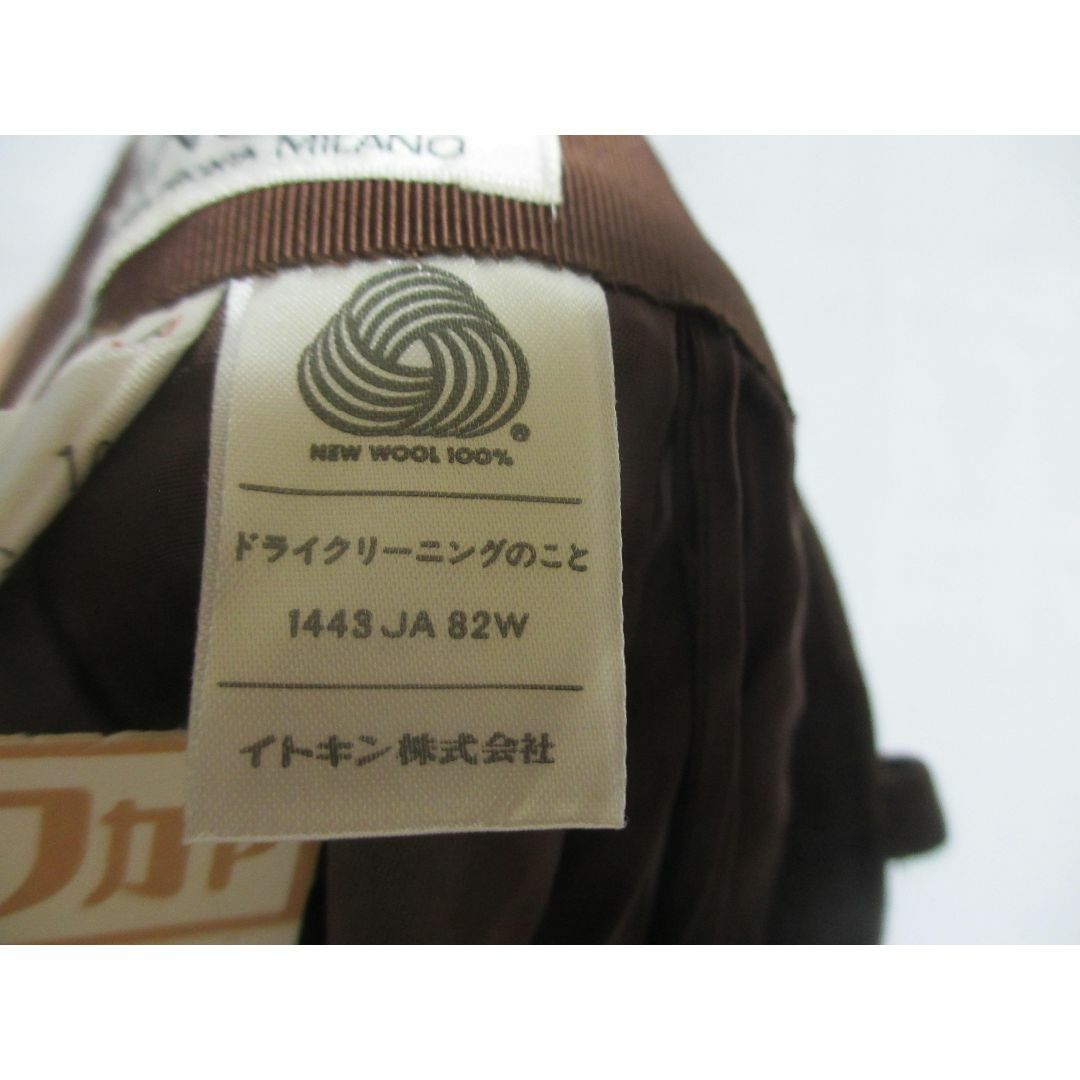 MILANO
NEW WOOL 100%
ドライクリーニングのこと
1443 JA 82W
イトキン株式会社